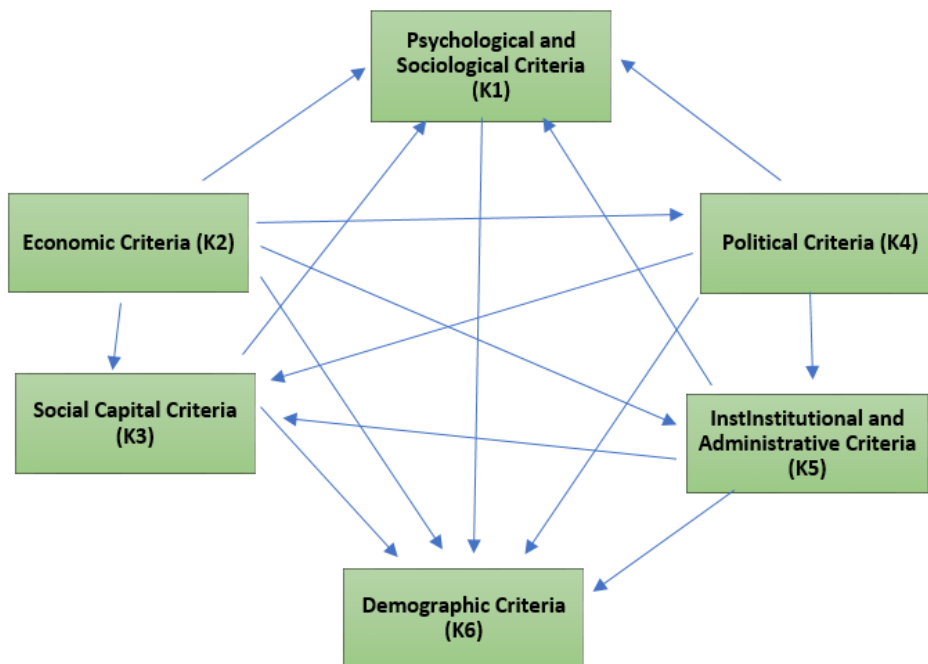 Psychological and
Sociological Criteria
(K1)
Economic Criteria (K2)
Political Criteria (K4)
Social Capital Criteria
(K3)
InstInstitutional and
Administrative Criteria
(K5)
Demographic Criteria
(K6)